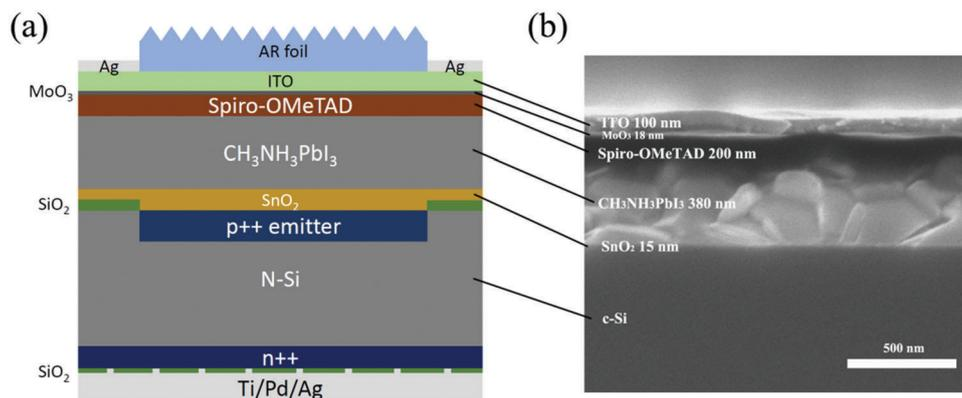 (a)
AR foil
Ag
Ag
ITO
MoO₃
Spiro-OMeTAD
CH₃NH₃PbI₃
SnO₂
SiO₂
p++ emitter
N-Si
n++
SiO₂
Ti/Pd/Ag
(b)
ITO 100 nm
MoO₃ 18 nm
Spiro-OMeTAD 200 nm
CH₃NH₃PbI₃ 380 nm
SnO₂ 15 nm
c-Si
500 nm